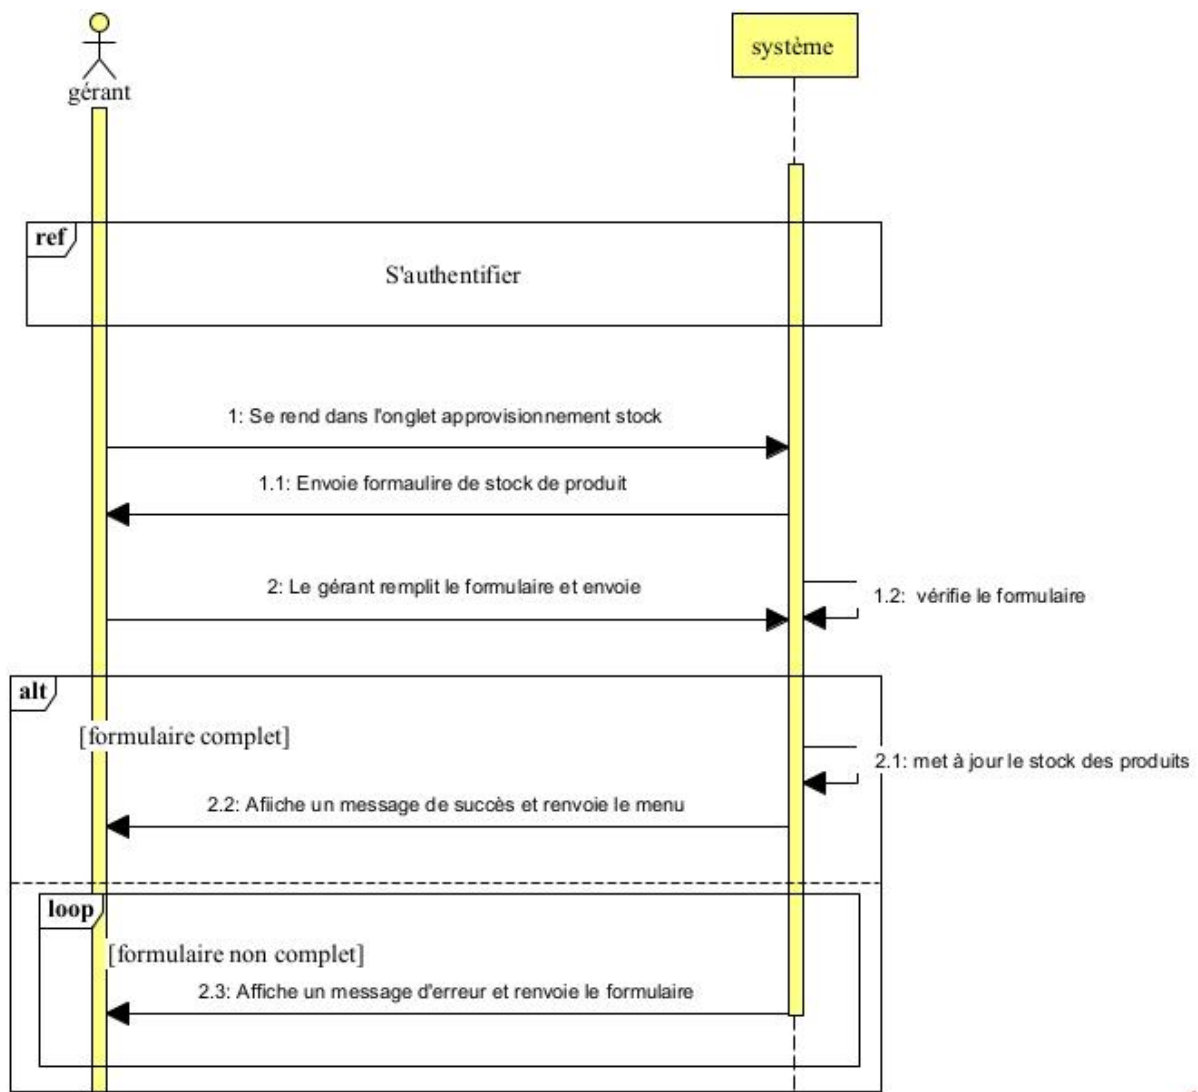 système
gérant
ref
S'authentifier
1: Se rend dans l'onglet approvisionnement stock
1.1: Envoie formaulire de stock de produit
2: Le gérant remplit le formulaire et envoie
1.2: vérifie le formulaire
alt
[formulaire complet]
2.1: met à jour le stock des produits
2.2: Afiiche un message de succès et renvoie le menu
loop
[formulaire non complet]
2.3: Affiche un message d'erreur et renvoie le formulaire